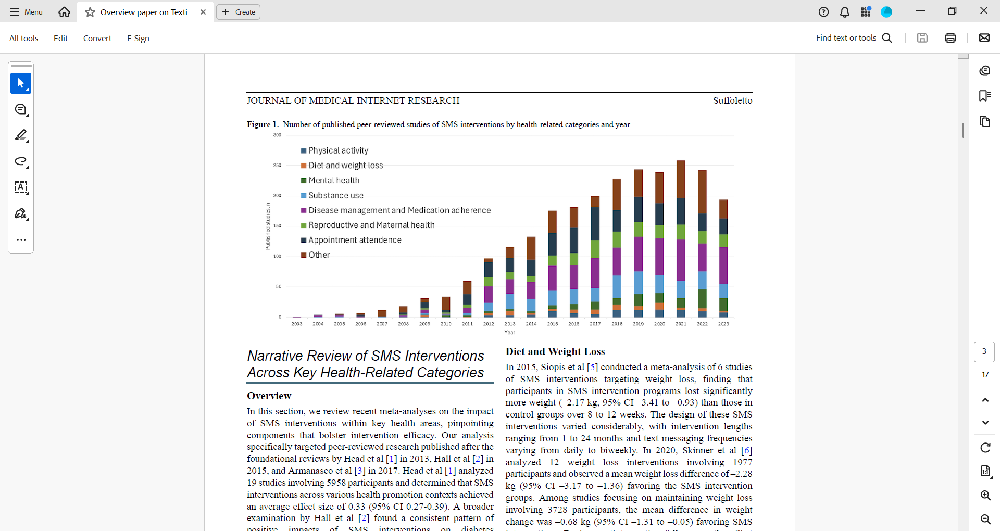 Menu
Overview paper on Texti...
Create
All tools
Edit
Convert
E-Sign
Find text or tools
JOURNAL OF MEDICAL INTERNET RESEARCH
Suffoletto
Figure 1. Number of published peer-reviewed studies of SMS interventions by health-related categories and year.
300
250
200
150
100
50
0
Published studies, n
Physical activity
Diet and weight loss
Mental health
Substance use
Disease management and Medication adherence
Reproductive and Maternal health
Appointment attendence
Other
2003 2004 2005 2006 2007 2008 2009 2010 2011 2012 2013 2014 2015 2016 2017 2018 2019 2020 2021 2022 2023
Year
Narrative Review of SMS Interventions
Across Key Health-Related Categories
Overview
In this section, we review recent meta-analyses on the impact
of SMS interventions within key health areas, pinpointing
components that bolster intervention efficacy. Our analysis
specifically targeted peer-reviewed research published after the
foundational reviews by Head et al [1] in 2013, Hall et al [2] in
2015, and Armanasco et al [3] in 2017. Head et al [1] analyzed
19 studies involving 5958 participants and determined that SMS
interventions across various health promotion contexts achieved
an average effect size of 0.33 (95% CI 0.27-0.39). A broader
examination by Hall et al [2] found a consistent pattern of
positive impacts of SMS interventions on diabetes
Diet and Weight Loss
In 2015, Siopis et al [5] conducted a meta-analysis of 6 studies
of SMS interventions targeting weight loss, finding that
participants in SMS intervention programs lost significantly
more weight (–2.17 kg, 95% CI –3.41 to –0.93) than those in
control groups over 8 to 12 weeks. The design of these SMS
interventions varied considerably, with intervention lengths
ranging from 1 to 24 months and text messaging frequencies
varying from daily to biweekly. In 2020, Skinner et al [6]
analyzed 12 weight loss interventions involving 1977
participants and observed a mean weight loss difference of –2.28
kg (95% CI –3.17 to –1.36) favoring the SMS intervention
groups. Among studies focusing on maintaining weight loss
involving 3728 participants, the mean difference in weight
change was –0.68 kg (95% CI –1.31 to –0.05) favoring SMS
3
17